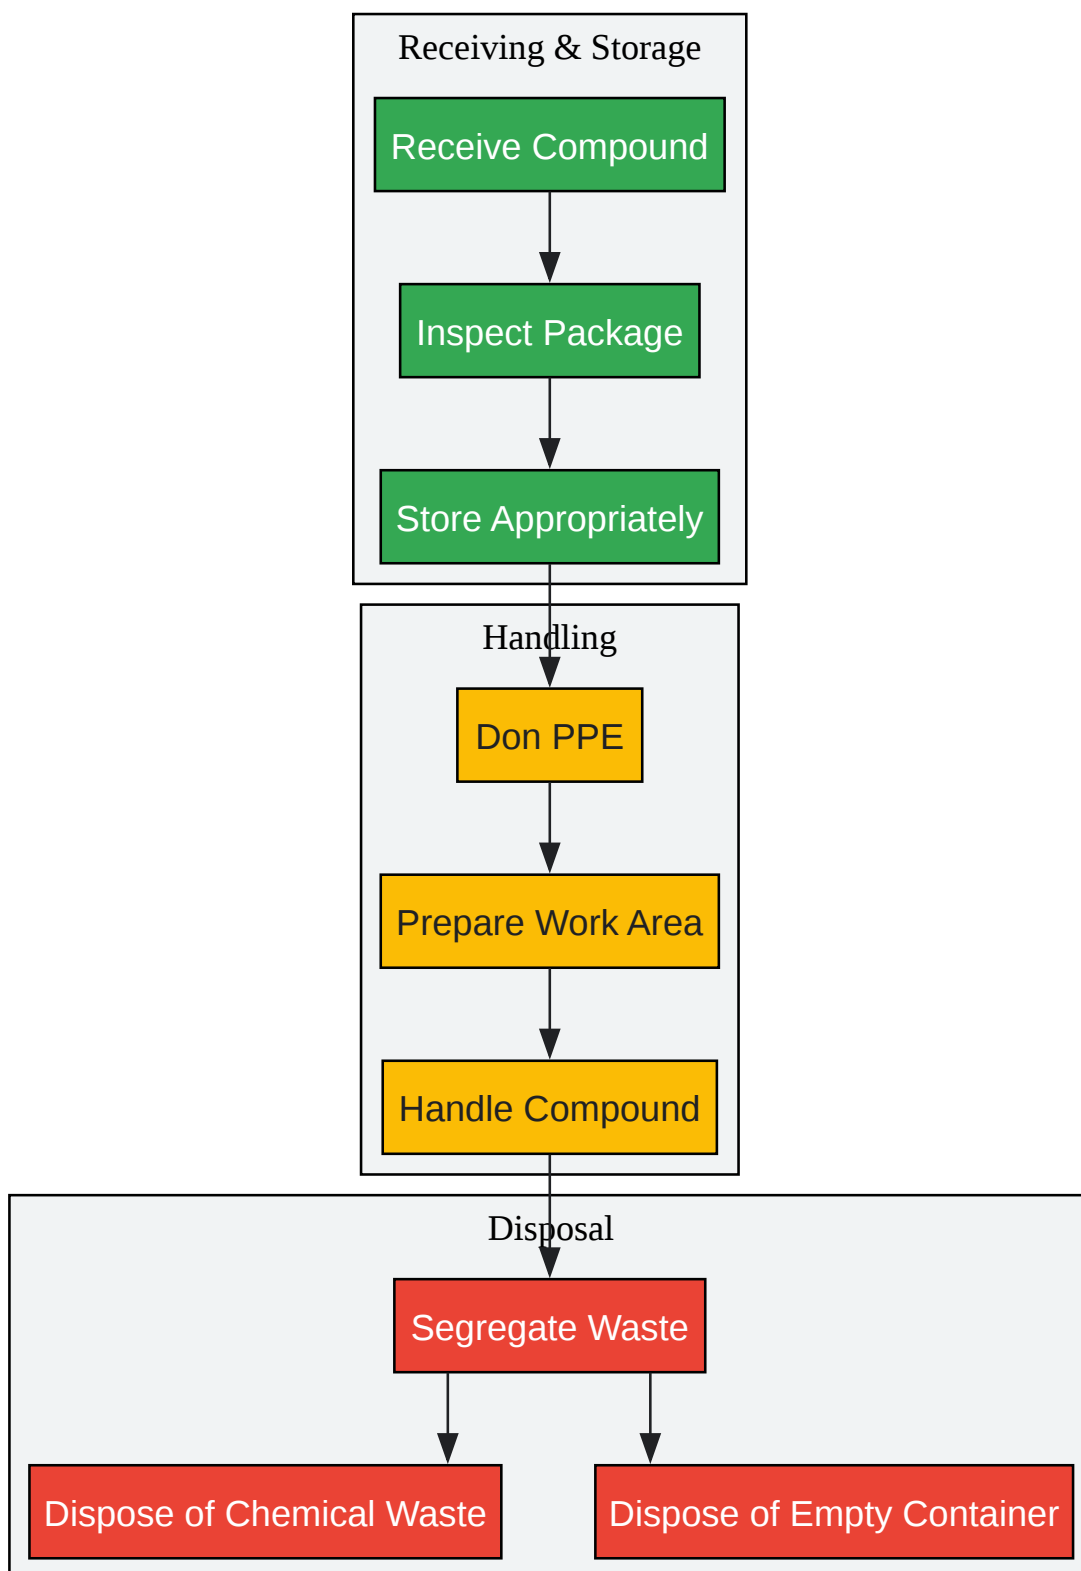 Receiving & Storage
Receive Compound
Inspect Package
Store Appropriately
Handling
Don PPE
Prepare Work Area
Handle Compound
Disposal
Segregate Waste
Dispose of Chemical Waste
Dispose of Empty Container